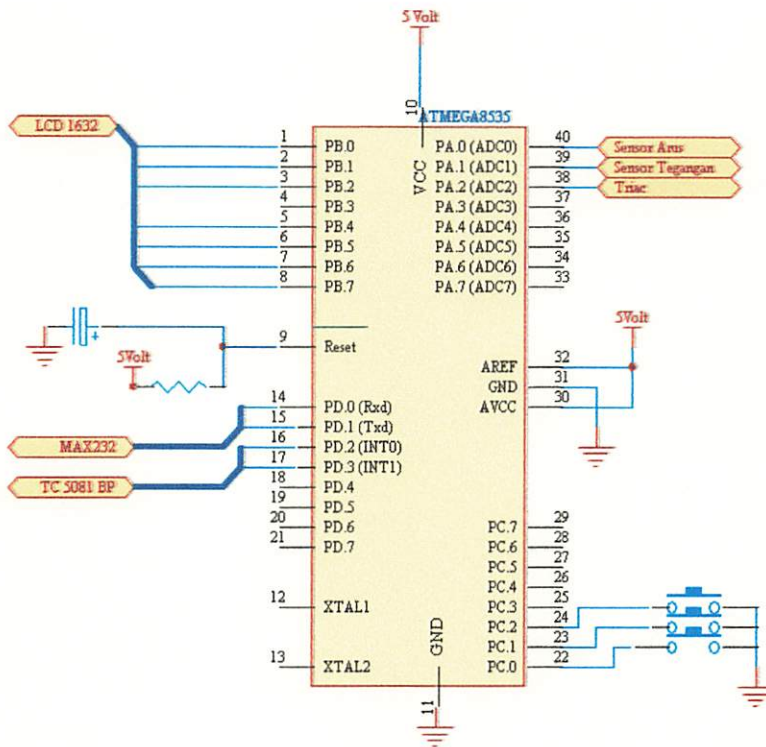 5 Volt
ATMEGA8535
10
VCC
LCD 1632
1 PB.0
2 PB.1
3 PB.2
4 PB.3
5 PB.4
6 PB.5
7 PB.6
8 PB.7
PA.0 (ADC0) 40 Sensor Arus
PA.1 (ADC1) 39 Sensor Tegangan
PA.2 (ADC2) 38 Triac
PA.3 (ADC3) 37
PA.4 (ADC4) 36
PA.5 (ADC5) 35
PA.6 (ADC6) 34
PA.7 (ADC7) 33
+
5Volt
9 Reset
5Volt
AREF 32
GND 31
AVCC 30
14 PD.0 (Rxd)
15 PD.1 (Txd)
16 PD.2 (INT0)
17 PD.3 (INT1)
18 PD.4
19 PD.5
20 PD.6
21 PD.7
MAX232
TC 5081 BP
PC.7 29
PC.6 28
PC.5 27
PC.4 26
PC.3 25
PC.2 24
PC.1 23
PC.0 22
12 XTAL1
13 XTAL2
GND
11